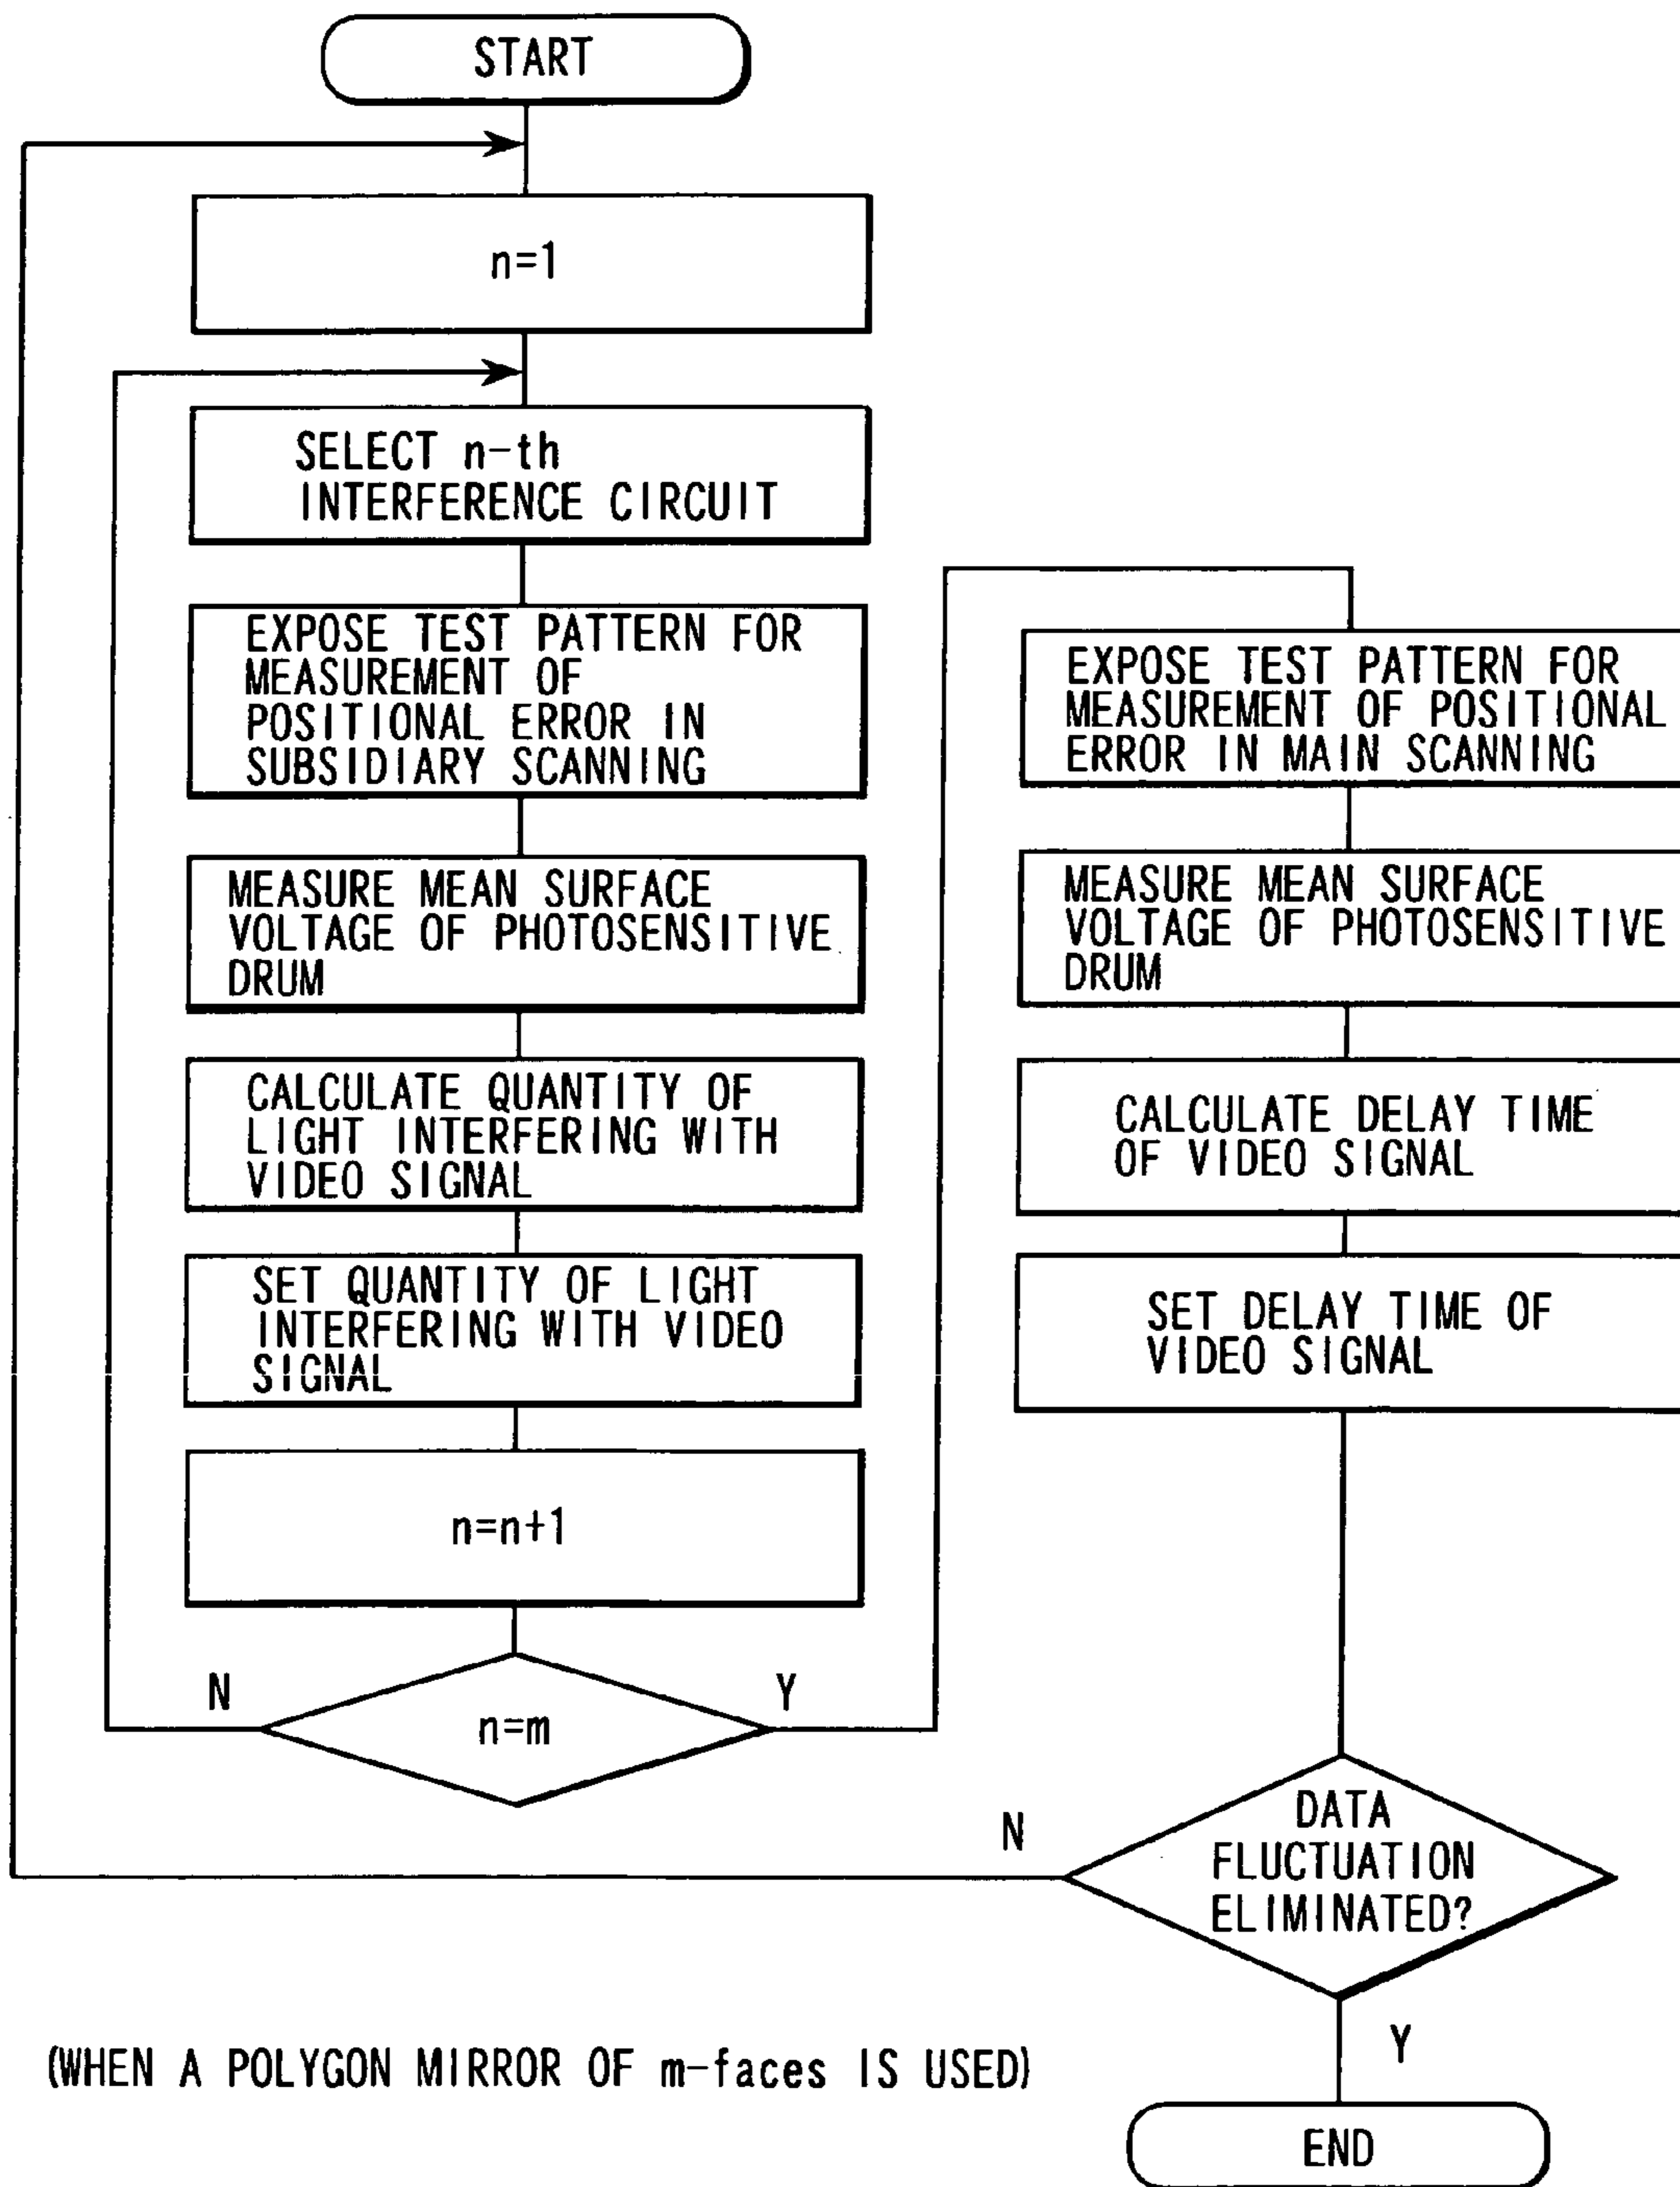 START
n=1
SELECT n-th
INTERFERENCE CIRCUIT
EXPOSE TEST PATTERN FOR
MEASUREMENT OF
POSITIONAL ERROR IN
SUBSIDIARY SCANNING
MEASURE MEAN SURFACE
VOLTAGE OF PHOTOSENSITIVE
DRUM
CALCULATE QUANTITY OF
LIGHT INTERFERING WITH
VIDEO SIGNAL
SET QUANTITY OF LIGHT
INTERFERING WITH VIDEO
SIGNAL
n=n+1
N
n=m
Y
EXPOSE TEST PATTERN FOR
MEASUREMENT OF POSITIONAL
ERROR IN MAIN SCANNING
MEASURE MEAN SURFACE
VOLTAGE OF PHOTOSENSITIVE
DRUM
CALCULATE DELAY TIME
OF VIDEO SIGNAL
SET DELAY TIME OF
VIDEO SIGNAL
N
DATA
FLUCTUATION
ELIMINATED?
Y
END
(WHEN A POLYGON MIRROR OF m-faces IS USED)